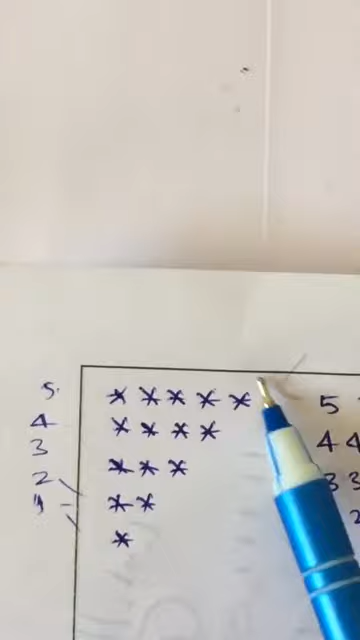 5. * * * * * 5
4 * * * * 4 4
3 * * * 3 3
2 * *
1 *